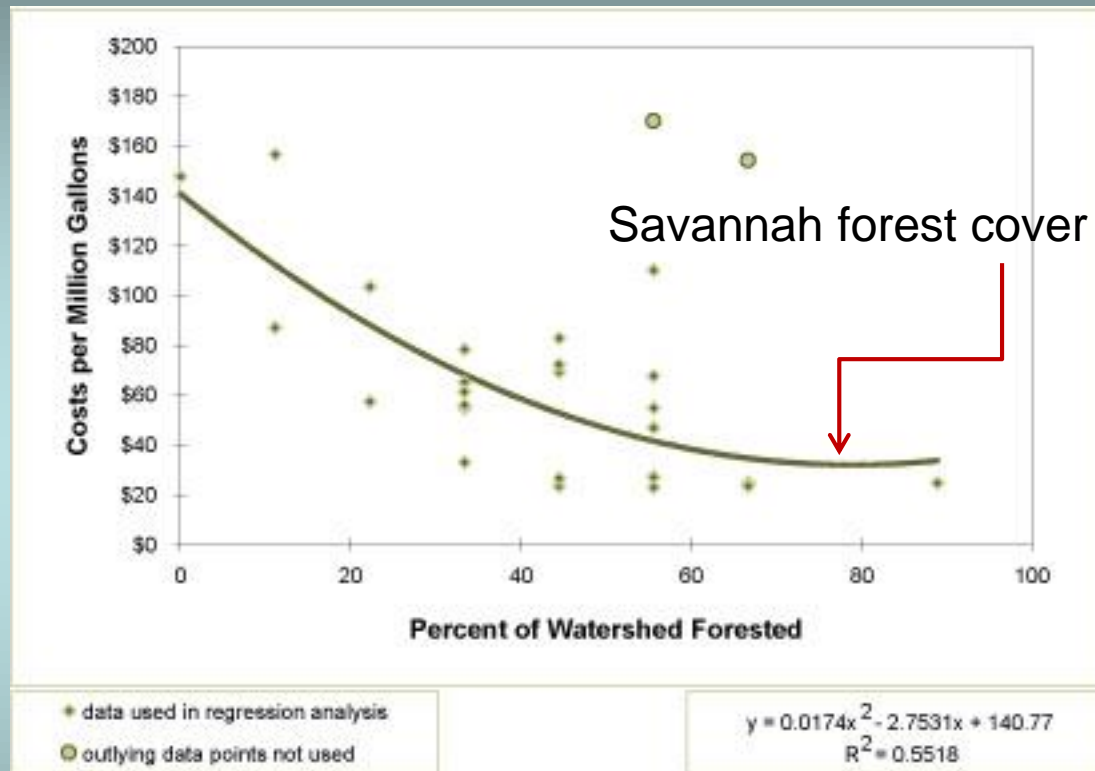 $200
$180
$160
$140
$120
$100
$80
$60
$40
$20
$0
Costs per Million Gallons
Savannah forest cover
0 20 40 60 80 100
Percent of Watershed Forested
data used in regression analysis
outlying data points not used
y = 0.0174x² - 2.7531x + 140.77
R² = 0.5518